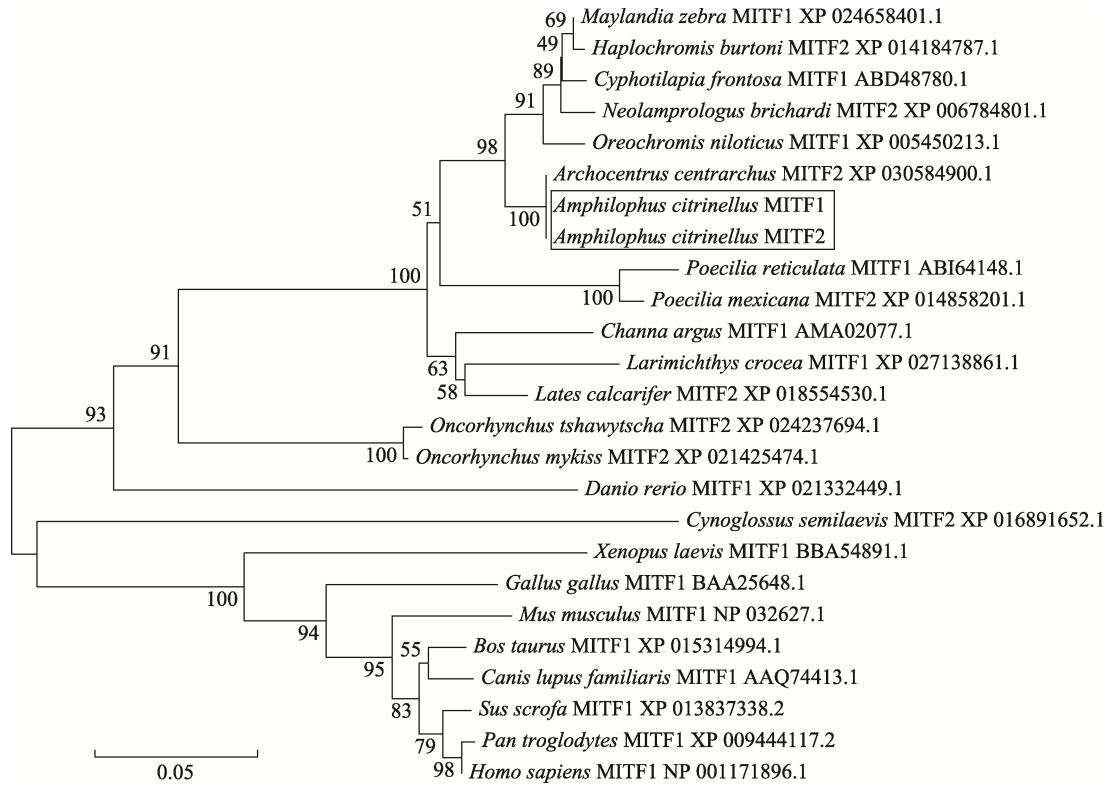 69 Maylandia zebra MITF1 XP 024658401.1
49 Haplochromis burtoni MITF2 XP 014184787.1
89 Cyphotilapia frontosa MITF1 ABD48780.1
91 Neolamprologus brichardi MITF2 XP 006784801.1
Oreochromis niloticus MITF1 XP 005450213.1
98
Archocentrus centrarchus MITF2 XP 030584900.1
51 Amphilophus citrinellus MITF1
100
Amphilophus citrinellus MITF2
Poecilia reticulata MITF1 ABI64148.1
100
100 Poecilia mexicana MITF2 XP 014858201.1
Channa argus MITF1 AMA02077.1
91
63 Larimichthys crocea MITF1 XP 027138861.1
58 Lates calcarifer MITF2 XP 018554530.1
93 Oncorhynchus tshawytscha MITF2 XP 024237694.1
100 Oncorhynchus mykiss MITF2 XP 021425474.1
Danio rerio MITF1 XP 021332449.1
Cynoglossus semilaevis MITF2 XP 016891652.1
Xenopus laevis MITF1 BBA54891.1
100
Gallus gallus MITF1 BAA25648.1
94 Mus musculus MITF1 NP 032627.1
55 Bos taurus MITF1 XP 015314994.1
95
Canis lupus familiaris MITF1 AAQ74413.1
83 Sus scrofa MITF1 XP 013837338.2
79 Pan troglodytes MITF1 XP 009444117.2
98 Homo sapiens MITF1 NP 001171896.1
0.05